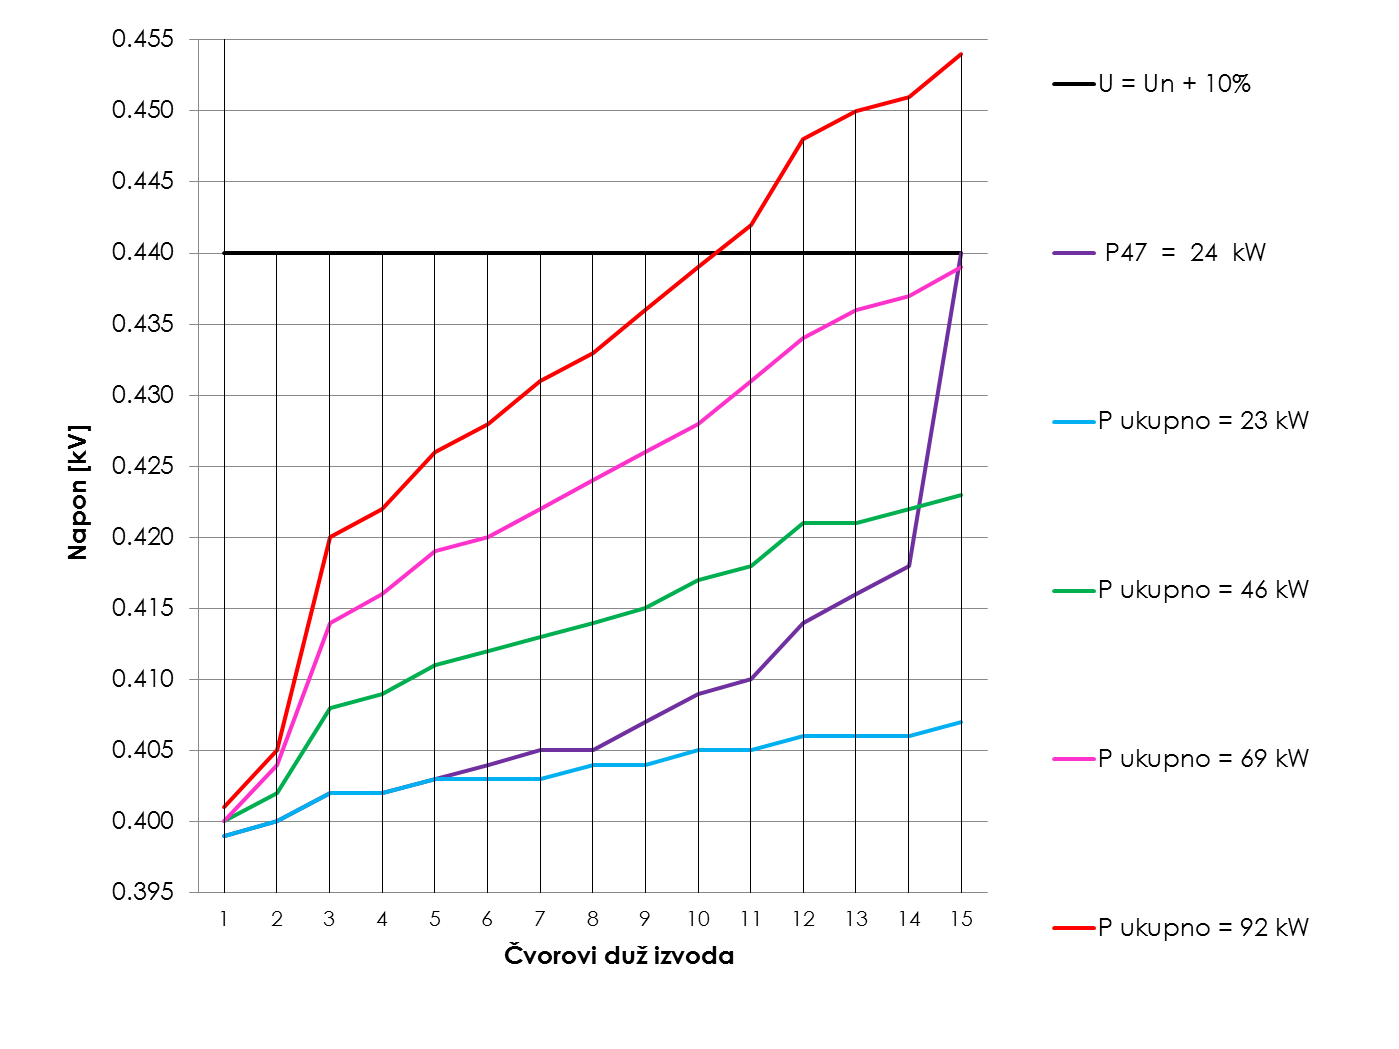 0.455
0.450
0.445
0.440
0.435
0.430
0.425
0.420
0.415
0.410
0.405
0.400
0.395
Napon [kV]
1 2 3 4 5 6 7 8 9 10 11 12 13 14 15
Čvorovi duž izvoda
U = Un + 10%
P47 = 24 kW
P ukupno = 23 kW
P ukupno = 46 kW
P ukupno = 69 kW
P ukupno = 92 kW